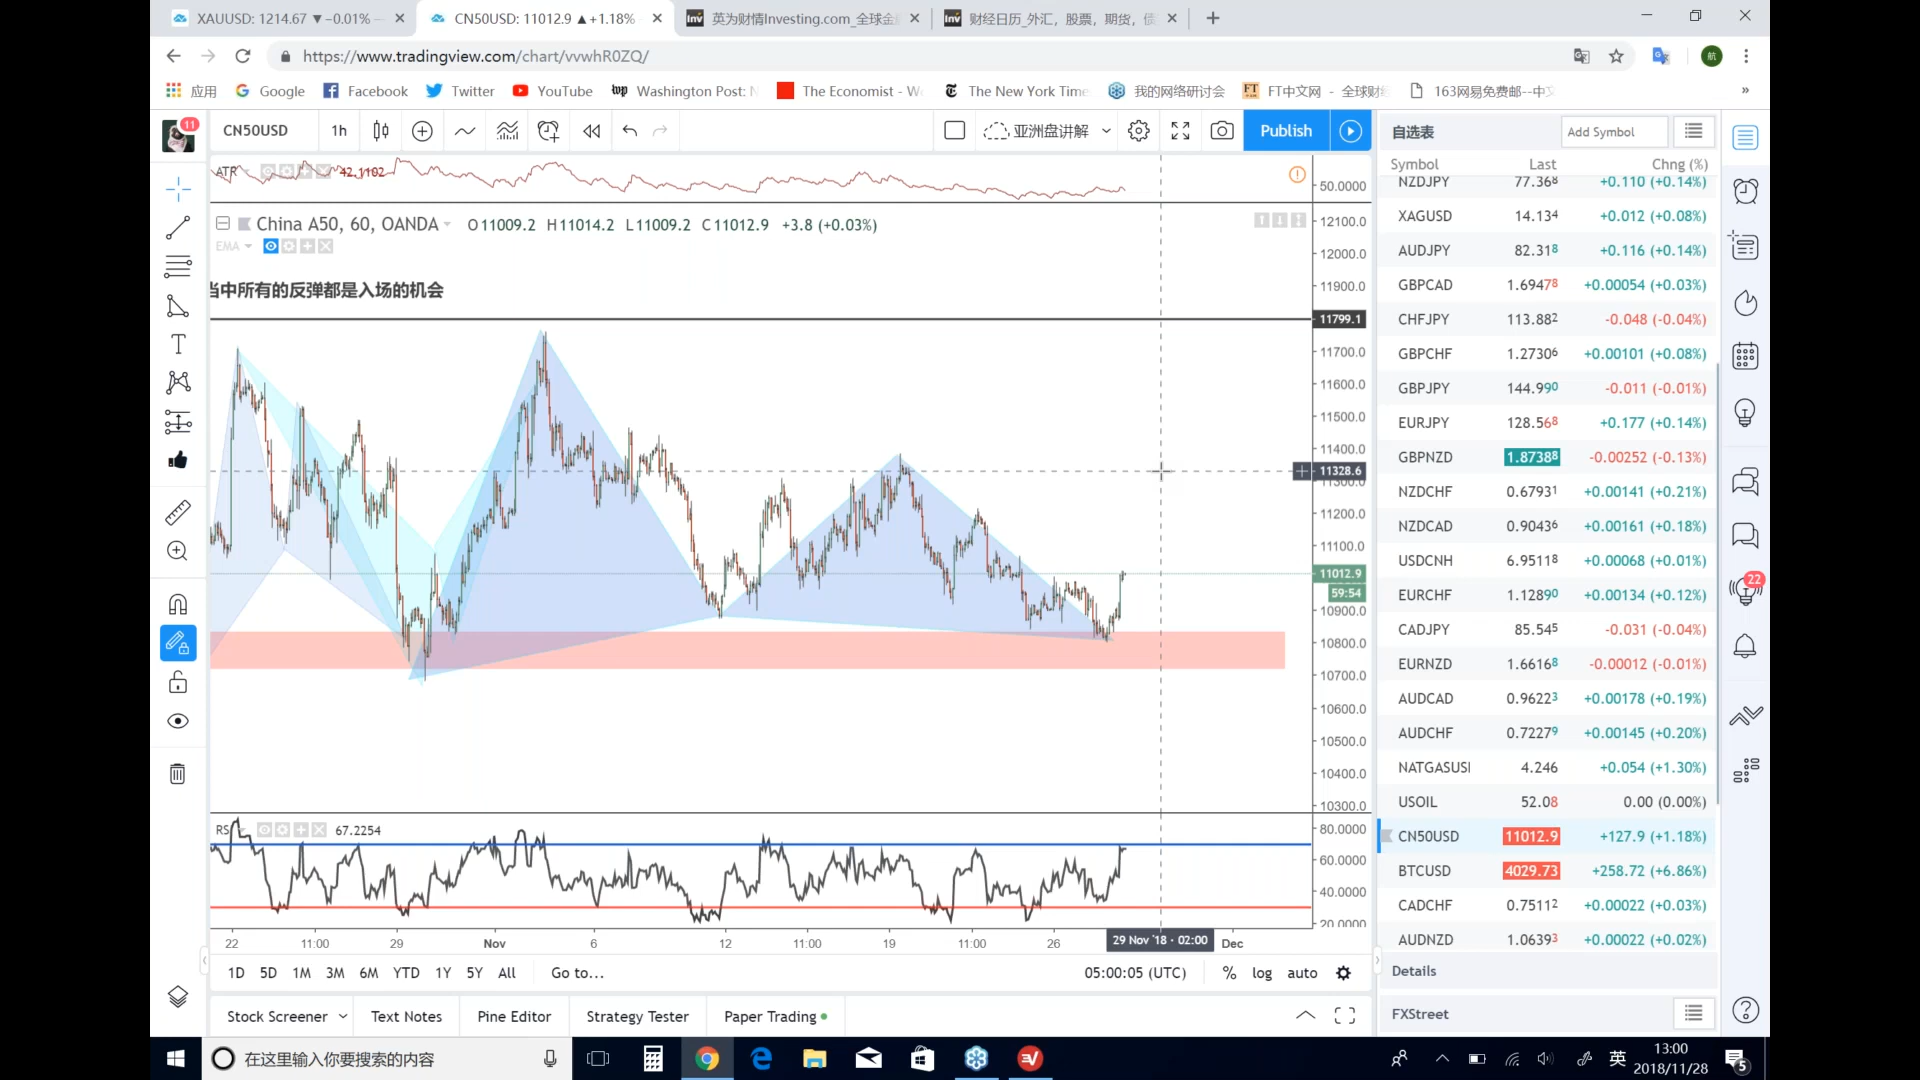 XAUUSD: 1214.67 ▼ −0.01%
CN50USD: 11012.9 ▲ +1.18%
英为财情Investing.com_全球金
财经日历_外汇，股票，期货，
https://www.tradingview.com/chart/vvwhR0ZQ/
应用 Google Facebook Twitter YouTube Washington Post: The Economist - The New York Time 我的网络研讨会 FT中文网 - 全球财 163网易免费邮--中
11 CN50USD 1h 亚洲盘讲解 Publish
自选表 Add Symbol
Symbol Last Chng (%)
NZDJPY 77.368 +0.110 (+0.14%)
XAGUSD 14.134 +0.012 (+0.08%)
AUDJPY 82.318 +0.116 (+0.14%)
GBPCAD 1.69478 +0.00054 (+0.03%)
CHFJPY 113.882 -0.048 (-0.04%)
GBPCHF 1.27306 +0.00101 (+0.08%)
GBPJPY 144.990 -0.011 (-0.01%)
EURJPY 128.568 +0.177 (+0.14%)
GBPNZD 1.87388 -0.00252 (-0.13%)
NZDCHF 0.67931 +0.00141 (+0.21%)
NZDCAD 0.90436 +0.00161 (+0.18%)
USDCNH 6.95118 +0.00068 (+0.01%)
EURCHF 1.12890 +0.00134 (+0.12%)
CADJPY 85.545 -0.031 (-0.04%)
EURNZD 1.66168 -0.00012 (-0.01%)
AUDCAD 0.96223 +0.00178 (+0.19%)
AUDCHF 0.72279 +0.00145 (+0.20%)
NATGASUSI 4.246 +0.054 (+1.30%)
USOIL 52.08 0.00 (0.00%)
CN50USD 11012.9 +127.9 (+1.18%)
BTCUSD 4029.73 +258.72 (+6.86%)
CADCHF 0.75112 +0.00022 (+0.03%)
AUDNZD 1.06393 +0.00022 (+0.02%)
Details
FXStreet
22
ATR 42.1102
50.0000
China A50, 60, OANDA O11009.2 H11014.2 L11009.2 C11012.9 +3.8 (+0.03%)
EMA
当中所有的反弹都是入场的机会
12100.0
12000.0
11900.0
11799.1
11700.0
11600.0
11500.0
11400.0
11328.6
11300.0
11200.0
11100.0
11012.9
59:54
10900.0
10800.0
10700.0
10600.0
10500.0
10400.0
10300.0
RS 67.2254
80.0000
60.0000
40.0000
20.0000
22 11:00 29 Nov 6 12 11:00 19 11:00 26 29 Nov '18 - 02:00 Dec
1D 5D 1M 3M 6M YTD 1Y 5Y All Go to... 05:00:05 (UTC) % log auto
Stock Screener Text Notes Pine Editor Strategy Tester Paper Trading
在这里输入你要搜索的内容
英 13:00
2018/11/28 5